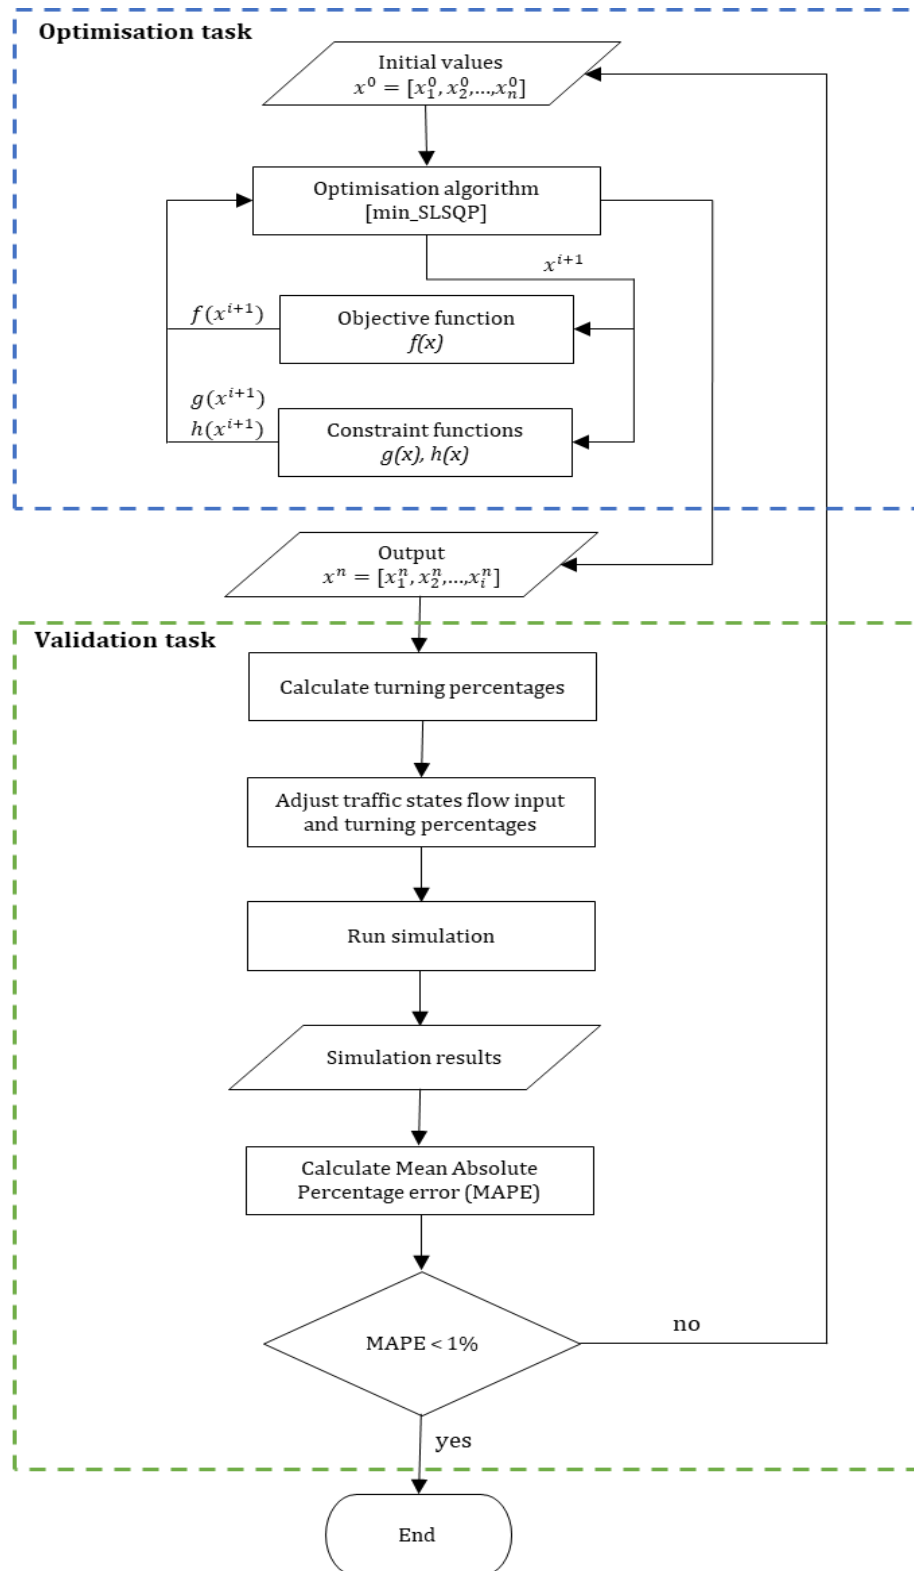 Optimisation task
Initial values
x⁰ = [x₁⁰, x₂⁰,...,xₙ⁰]
Optimisation algorithm
[min_SLSQP]
xⁱ⁺¹
f(xⁱ⁺¹)
Objective function
f(x)
g(xⁱ⁺¹)
h(xⁱ⁺¹)
Constraint functions
g(x), h(x)
Output
xⁿ = [x₁ⁿ, x₂ⁿ,...,xᵢⁿ]
Validation task
Calculate turning percentages
Adjust traffic states flow input
and turning percentages
Run simulation
Simulation results
Calculate Mean Absolute
Percentage error (MAPE)
MAPE < 1%
no
yes
End